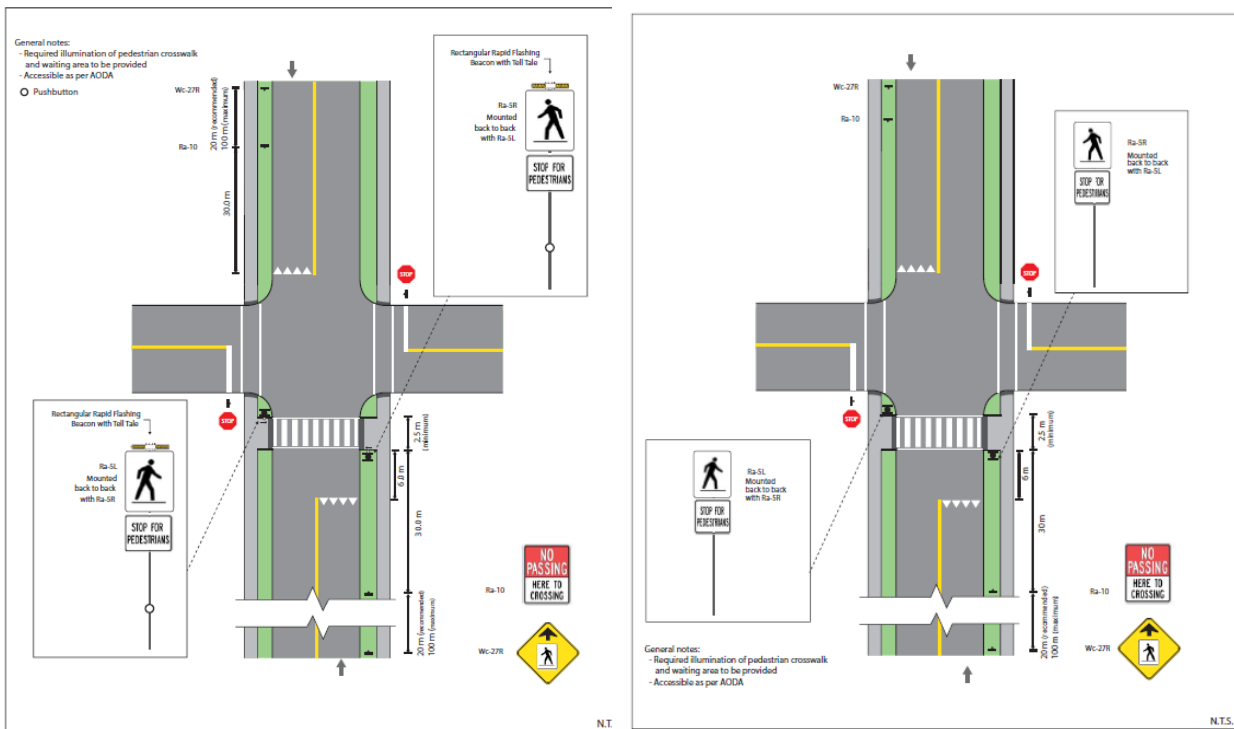 General notes:
- Required illumination of pedestrian crosswalk
and waiting area to be provided
- Accessible as per AODA
Pushbutton
Wc-27R
20 m (recommended)
100 m (maximum)
Ra-10
30.0 m
Rectangular Rapid Flashing
Beacon with Tell Tale
Ra-5R
Mounted
back to back
with Ra-5L
STOP FOR
PEDESTRIANS
STOP
STOP
Rectangular Rapid Flashing
Beacon with Tell Tale
Ra-5L
Mounted
back to back
with Ra-5R
STOP FOR
PEDESTRIANS
2.5 m
(minimum)
6.0 m
30.0 m
20 m (recommended)
100 m (maximum)
Ra-10
NO
PASSING
HERE TO
CROSSING
Wc-27R
N.T.
Wc-27R
Ra-10
Ra-5R
Mounted
back to back
with Ra-5L
STOP FOR
PEDESTRIANS
STOP
STOP
Ra-5L
Mounted
back to back
with Ra-5R
STOP FOR
PEDESTRIANS
2.5 m
(minimum)
6 m
30 m
20 m (recommended)
100 m (maximum)
Ra-10
NO
PASSING
HERE TO
CROSSING
Wc-27R
General notes:
- Required illumination of pedestrian crosswalk
and waiting area to be provided
- Accessible as per AODA
N.T.S.